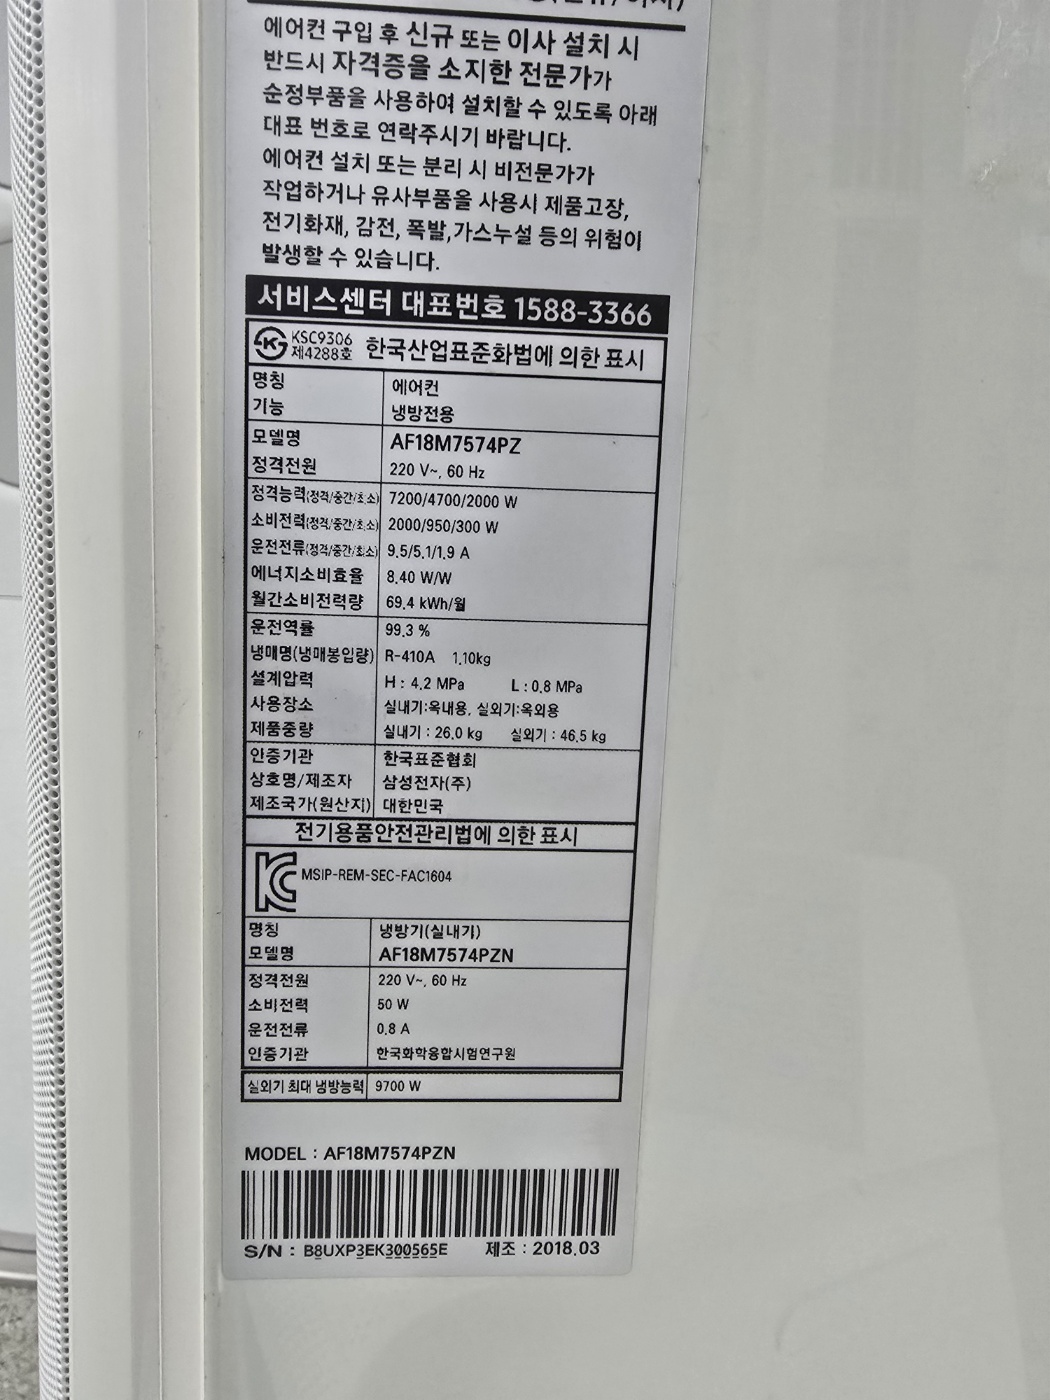 에어컨 구입 후 신규 또는 이사 설치 시
반드시 자격증을 소지한 전문가가
순정부품을 사용하여 설치할 수 있도록 아래
대표 번호로 연락주시기 바랍니다.
에어컨 설치 또는 분리 시 비전문가가
작업하거나 유사부품을 사용시 제품고장,
전기화재, 감전, 폭발,가스누설 등의 위험이
발생할 수 있습니다.
서비스센터 대표번호 1588-3366
KSC9306
제4288호
한국산업표준화법에 의한 표시
명칭 에어컨
기능 냉방전용
모델명 AF18M7574PZ
정격전원 220 V~, 60 Hz
정격능력(정격/중간/최소) 7200/4700/2000 W
소비전력(정격/중간/최소) 2000/950/300 W
운전전류(정격/중간/최소) 9.5/5.1/1.9 A
에너지소비효율 8.40 W/W
월간소비전력량 69.4 kWh/월
운전역률 99.3 %
냉매명(냉매봉입량) R-410A 1.10kg
설계압력 H : 4.2 MPa L : 0.8 MPa
사용장소 실내기:옥내용, 실외기:옥외용
제품중량 실내기 : 26.0 kg 실외기 : 46.5 kg
인증기관 한국표준협회
상호명/제조자 삼성전자(주)
제조국가(원산지) 대한민국
전기용품안전관리법에 의한 표시
MSIP-REM-SEC-FAC1604
명칭 냉방기(실내기)
모델명 AF18M7574PZN
정격전원 220 V~, 60 Hz
소비전력 50 W
운전전류 0.8 A
인증기관 한국화학융합시험연구원
실외기 최대 냉방능력 9700 W
MODEL : AF18M7574PZN
S/N : B8UXP3EK300565E 제조 : 2018.03